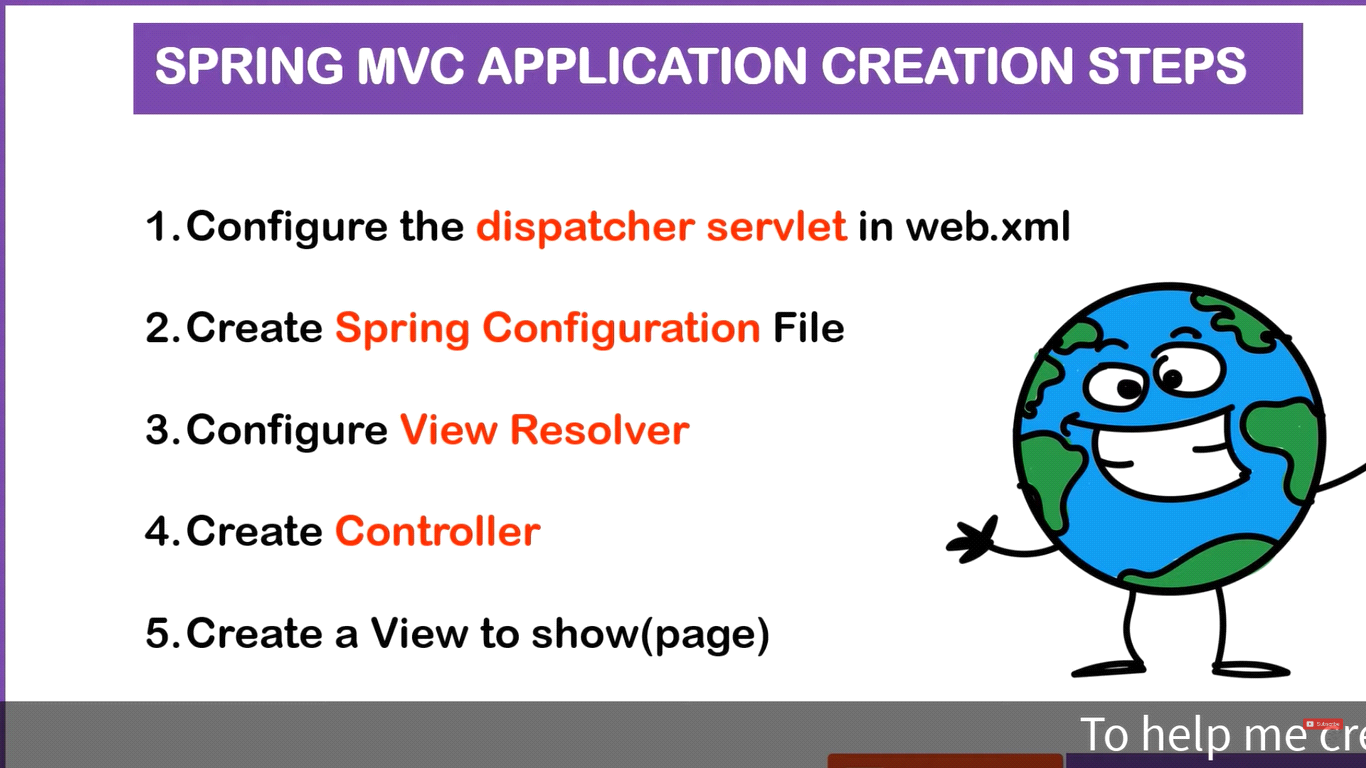 SPRING MVC APPLICATION CREATION STEPS
1. Configure the dispatcher servlet in web.xml
2. Create Spring Configuration File
3. Configure View Resolver
4. Create Controller
5. Create a View to show(page)
To help me cre
Subscribe